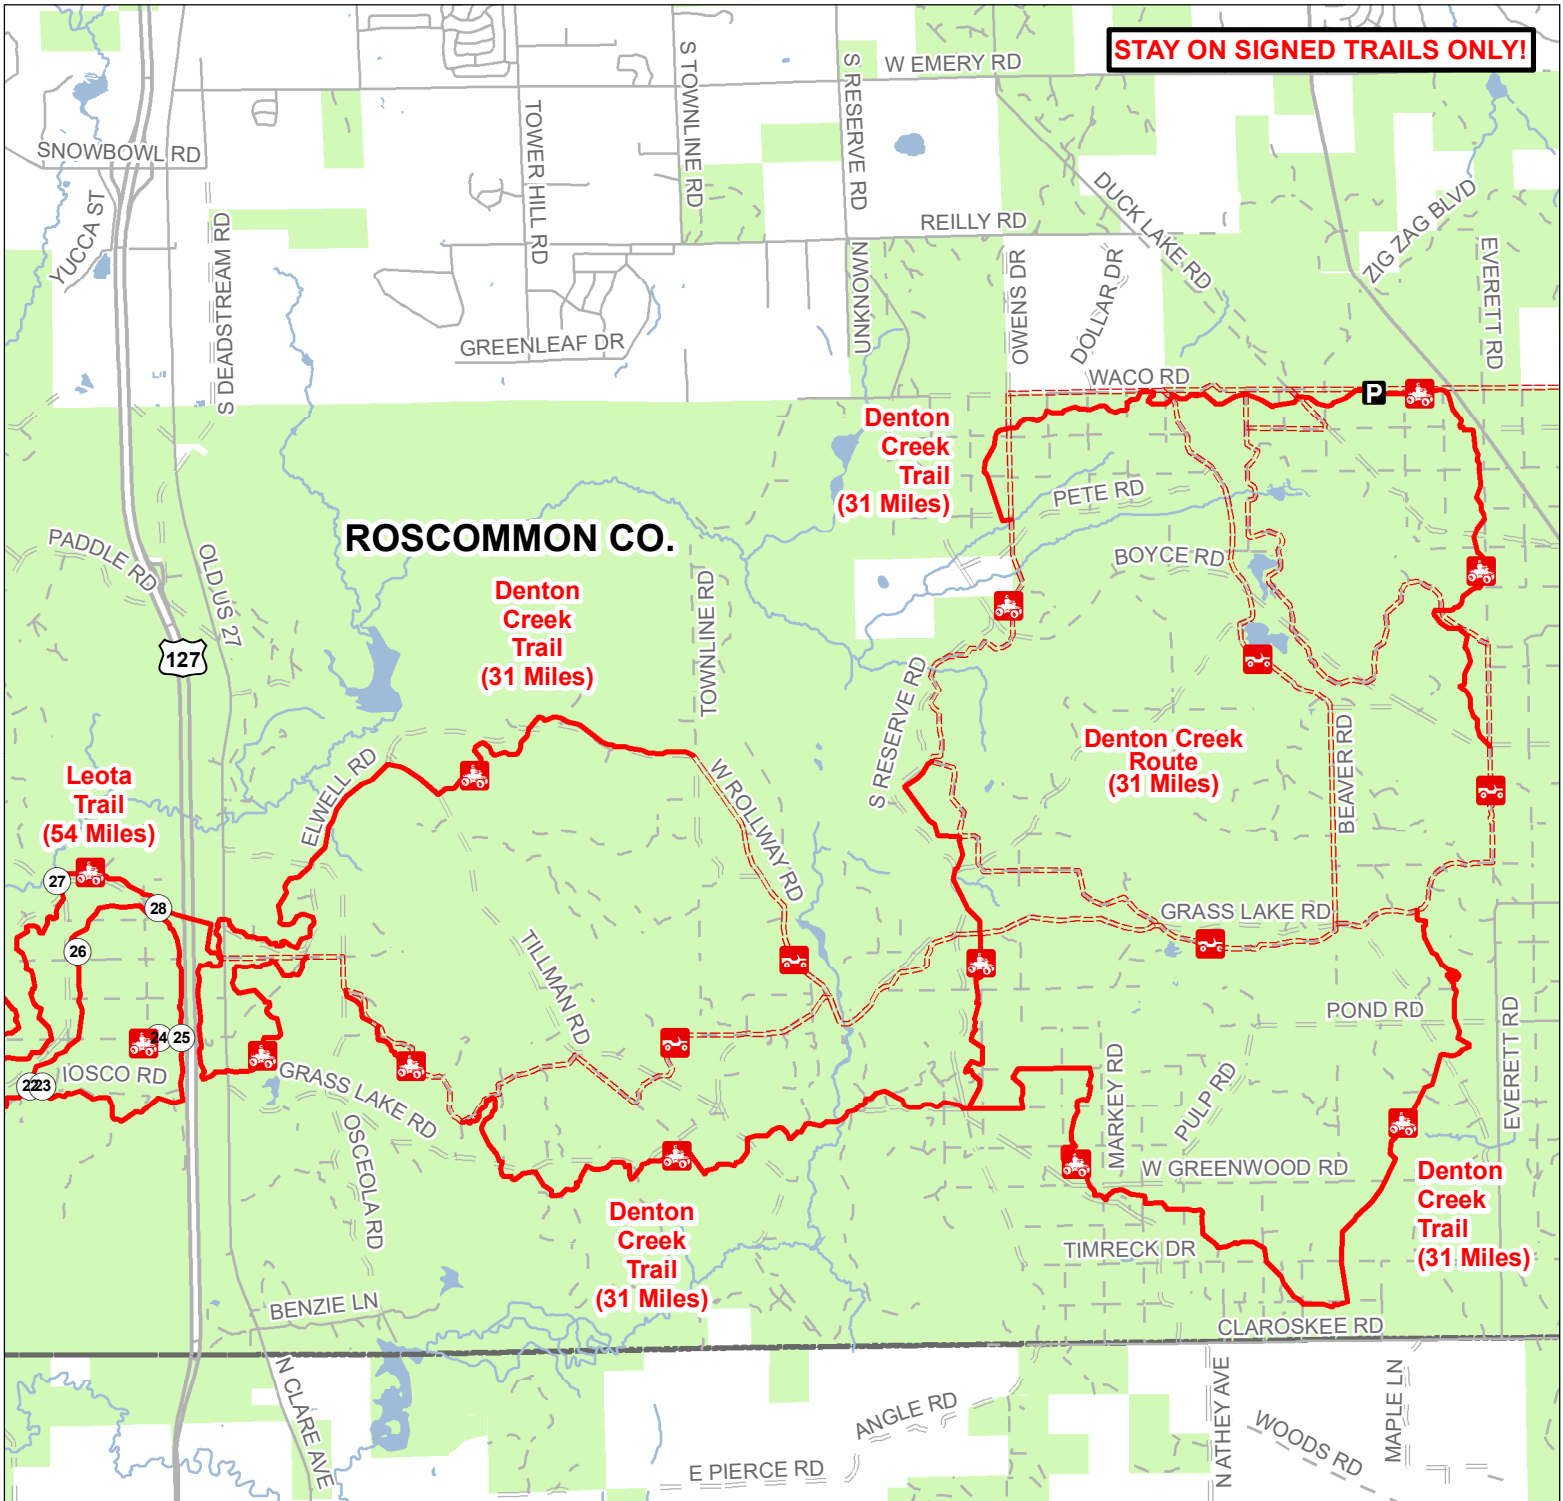 STAY ON SIGNED TRAILS ONLY!
W EMERY RD
S TOWNLINE RD
S RESERVE RD
TOWER HILL RD
SNOWBOWL RD
YUCCA ST
S DEADSTREAM RD
DUCK LAKE RD
ZIG ZAG BLVD
REILLY RD
EVERETT RD
UNKNOWN
OWENS DR
DOLLAR DR
GREENLEAF DR
WACO RD
P
Denton
Creek
Trail
(31 Miles)
PETE RD
BOYCE RD
ROSCOMMON CO.
PADDLE RD
OLD US 27
Denton
Creek
Trail
(31 Miles)
TOWNLINE RD
127
S RESERVE RD
Denton Creek
Route
(31 Miles)
BEAVER RD
Leota
Trail
(54 Miles)
ELWELL RD
W ROLLWAY RD
27
28
26
GRASS LAKE RD
TILLMAN RD
24
25
POND RD
EVERETT RD
22
23
IOSCO RD
GRASS LAKE RD
OSCEOLA RD
MARKEY RD
PULP RD
W GREENWOOD RD
Denton
Creek
Trail
(31 Miles)
Denton
Creek
Trail
(31 Miles)
TIMRECK DR
BENZIE LN
CLAROSKEE RD
N CLARE AVE
ANGLE RD
E PIERCE RD
N ATHEY AVE
WOODS RD
MAPLE LN